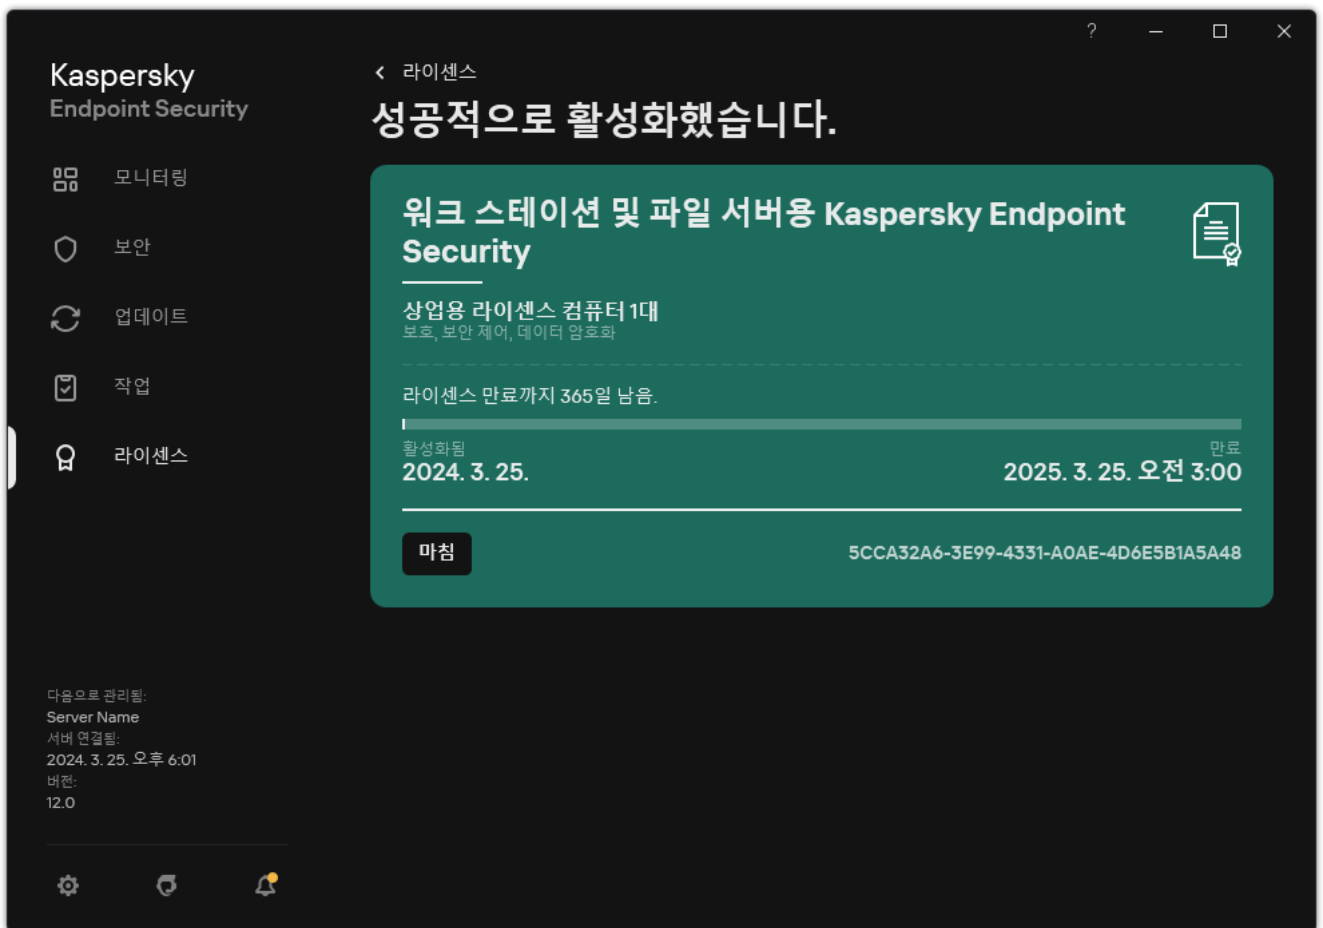 ?
Kaspersky
Endpoint Security
모니터링
보안
업데이트
작업
라이센스
다음으로 관리됨:
Server Name
서버 연결됨:
2024. 3. 25. 오후 6:01
버전:
12.0
라이센스
성공적으로 활성화했습니다.
워크 스테이션 및 파일 서버용 Kaspersky Endpoint
Security
상업용 라이센스 컴퓨터 1대
보호, 보안 제어, 데이터 암호화
라이센스 만료까지 365일 남음.
활성화됨
만료
2024. 3. 25.
2025. 3. 25. 오전 3:00
마침
5CCA32A6-3E99-4331-A0AE-4D6E5B1A5A48